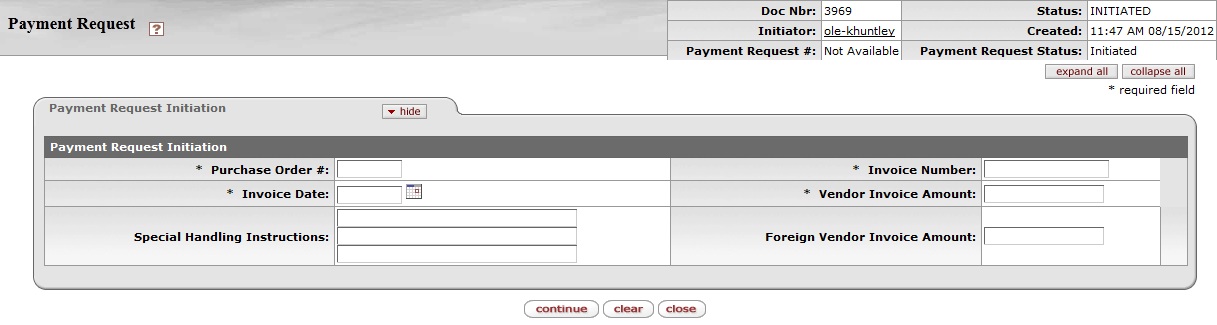 Payment Request ?
Doc Nbr: 3969 Status: INITIATED
Initiator: ole-khuntley Created: 11:47 AM 08/15/2012
Payment Request #: Not Available Payment Request Status: Initiated
expand all collapse all
* required field
Payment Request Initiation hide
Payment Request Initiation
* Purchase Order #: * Invoice Number:
* Invoice Date: * Vendor Invoice Amount:
Special Handling Instructions: Foreign Vendor Invoice Amount:
continue clear close